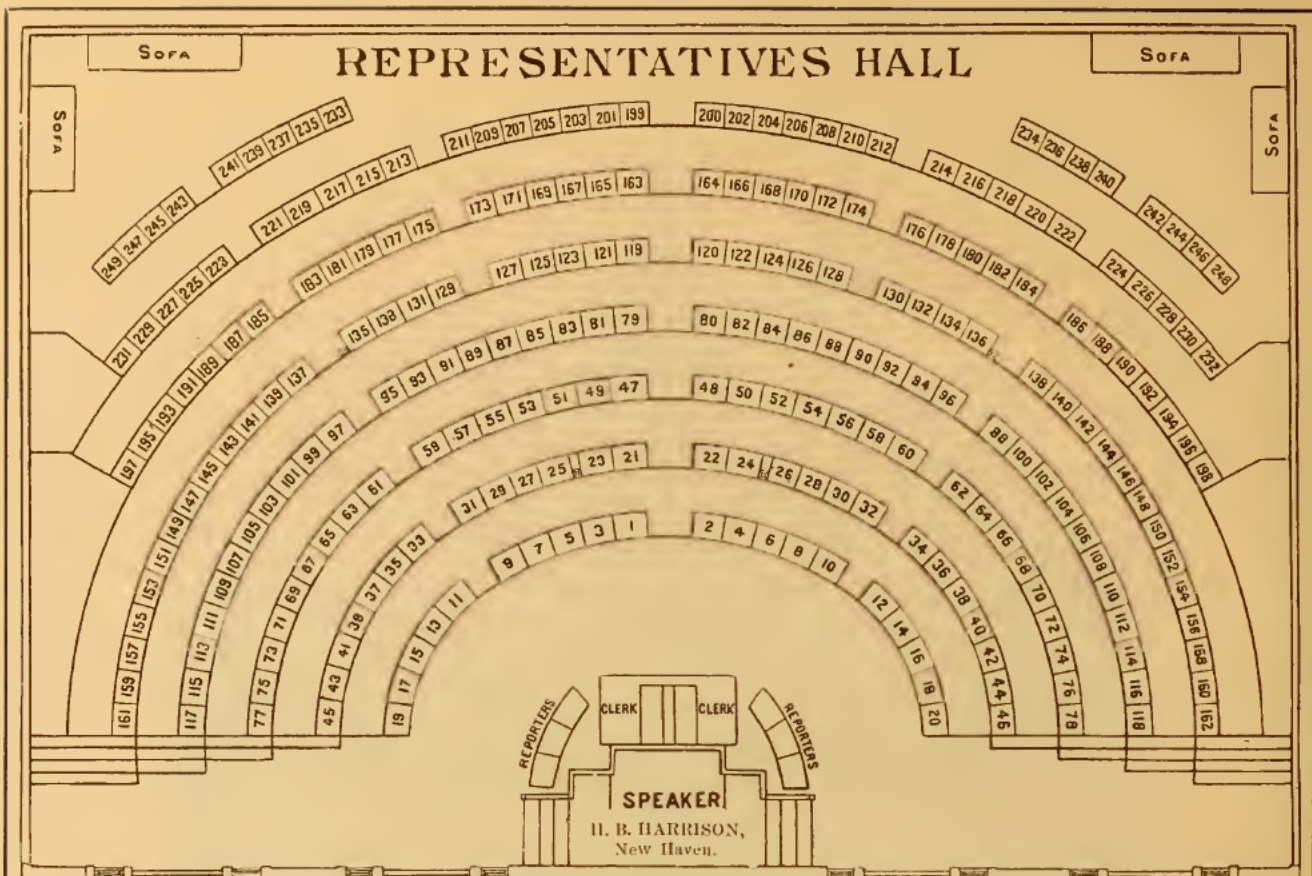 SOFA
SOFA
REPRESENTATIVES HALL
SOFA
SOFA
249 247 245 243
241 239 237 235 233
234 236 238 240
242 244 246 248
231 229 227 225 223
221 219 217 215 213
211 209 207 205 203 201 199
200 202 204 206 208 210 212
214 216 218 220 222
224 226 228 230 232
197 195 193 191 189 187 185
183 181 179 177 175
173 171 169 167 165 163
164 166 168 170 172 174
176 178 180 182 184
186 188 190 192 194 196 198
161 159 157 155 153 151 149 147 145 143 141 139 137
135 133 131 129
127 125 123 121 119
120 122 124 126 128
130 132 134 136
138 140 142 144 146 148 150 152 154 156 168 160 162
117 115 113 111 109 107 105 103 101 99 97
95 93 91 89 87 85 83 81 79
80 82 84 86 88 90 92 94 96
98 100 102 104 106 108 110 112 114 116 118
77 75 73 71 69 67 65 63 61
59 57 55 53 51 49 47
48 50 52 54 56 58 60
62 64 66 68 70 72 74 76 78
45 43 41 39 37 35 33
31 29 27 25 23 21
22 24 26 28 30 32
34 36 38 40 42 44 46
19 17 15 13 11
9 7 5 3 1
2 4 6 8 10
12 14 16 18 20
REPORTERS
CLERK
CLERK
REPORTERS
SPEAKER
H. B. HARRISON,
New Haven.